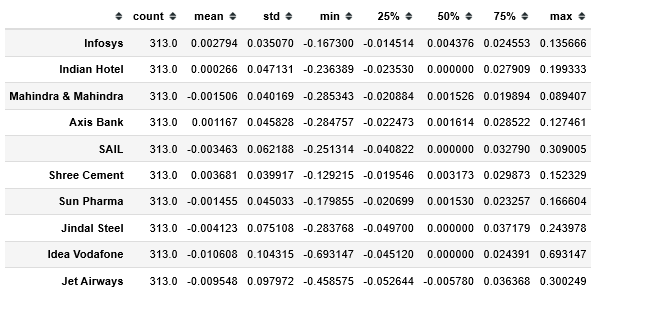 count mean std min 25% 50% 75% max
Infosys 313.0 0.002794 0.035070 -0.167300 -0.014514 0.004376 0.024553 0.135666
Indian Hotel 313.0 0.000266 0.047131 -0.236389 -0.023530 0.000000 0.027909 0.199333
Mahindra & Mahindra 313.0 -0.001506 0.040169 -0.285343 -0.020884 0.001526 0.019894 0.089407
Axis Bank 313.0 0.001167 0.045828 -0.284757 -0.022473 0.001614 0.028522 0.127461
SAIL 313.0 -0.003463 0.062188 -0.251314 -0.040822 0.000000 0.032790 0.309005
Shree Cement 313.0 0.003681 0.039917 -0.129215 -0.019546 0.003173 0.029873 0.152329
Sun Pharma 313.0 -0.001455 0.045033 -0.179855 -0.020699 0.001530 0.023257 0.166604
Jindal Steel 313.0 -0.004123 0.075108 -0.283768 -0.049700 0.000000 0.037179 0.243978
Idea Vodafone 313.0 -0.010608 0.104315 -0.693147 -0.045120 0.000000 0.024391 0.693147
Jet Airways 313.0 -0.009548 0.097972 -0.458575 -0.052644 -0.005780 0.036368 0.300249